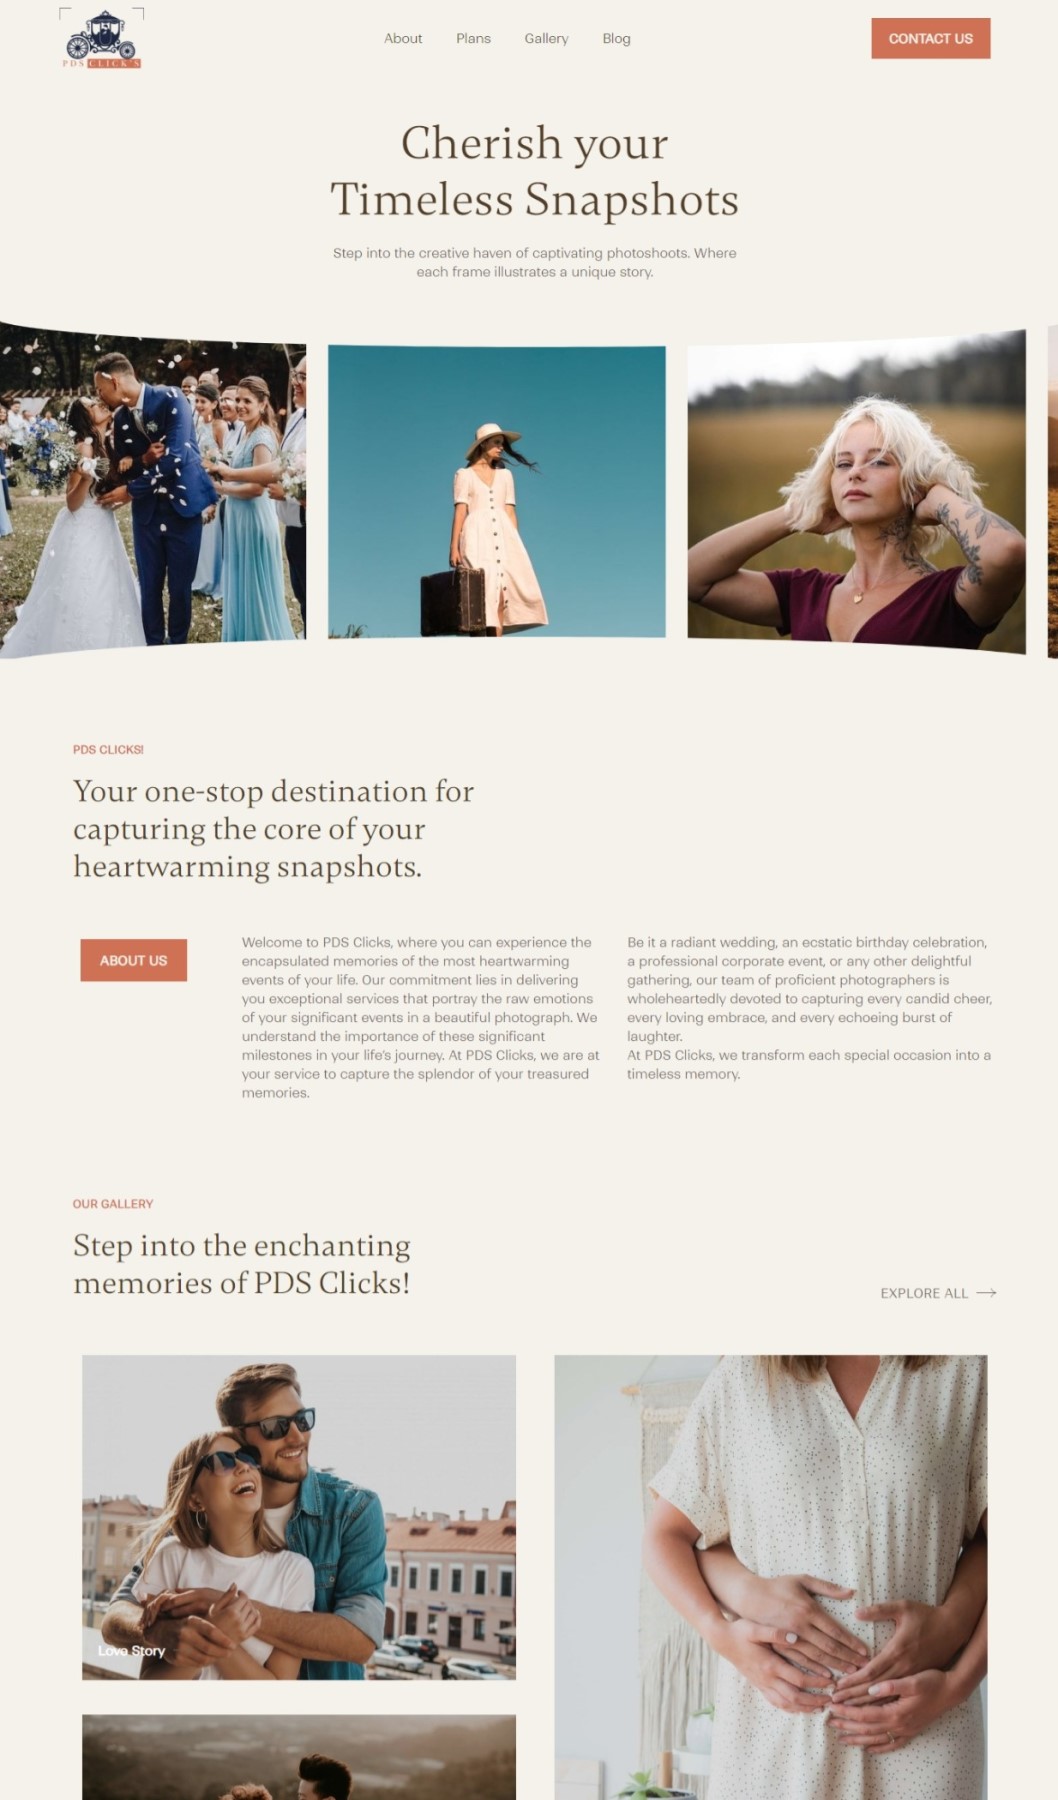 PDS CLICK'S
About
Plans
Gallery
Blog
CONTACT US
Cherish your
Timeless Snapshots
Step into the creative haven of captivating photoshoots. Where
each frame illustrates a unique story.
PDS CLICKS!
Your one-stop destination for
capturing the core of your
heartwarming snapshots.
ABOUT US
Welcome to PDS Clicks, where you can experience the
encapsulated memories of the most heartwarming
events of your life. Our commitment lies in delivering
you exceptional services that portray the raw emotions
of your significant events in a beautiful photograph. We
understand the importance of these significant
milestones in your life's journey. At PDS Clicks, we are at
your service to capture the splendor of your treasured
memories.
Be it a radiant wedding, an ecstatic birthday celebration,
a professional corporate event, or any other delightful
gathering, our team of proficient photographers is
wholeheartedly devoted to capturing every candid cheer,
every loving embrace, and every echoeing burst of
laughter.
At PDS Clicks, we transform each special occasion into a
timeless memory.
OUR GALLERY
Step into the enchanting
memories of PDS Clicks!
EXPLORE ALL
Love Story